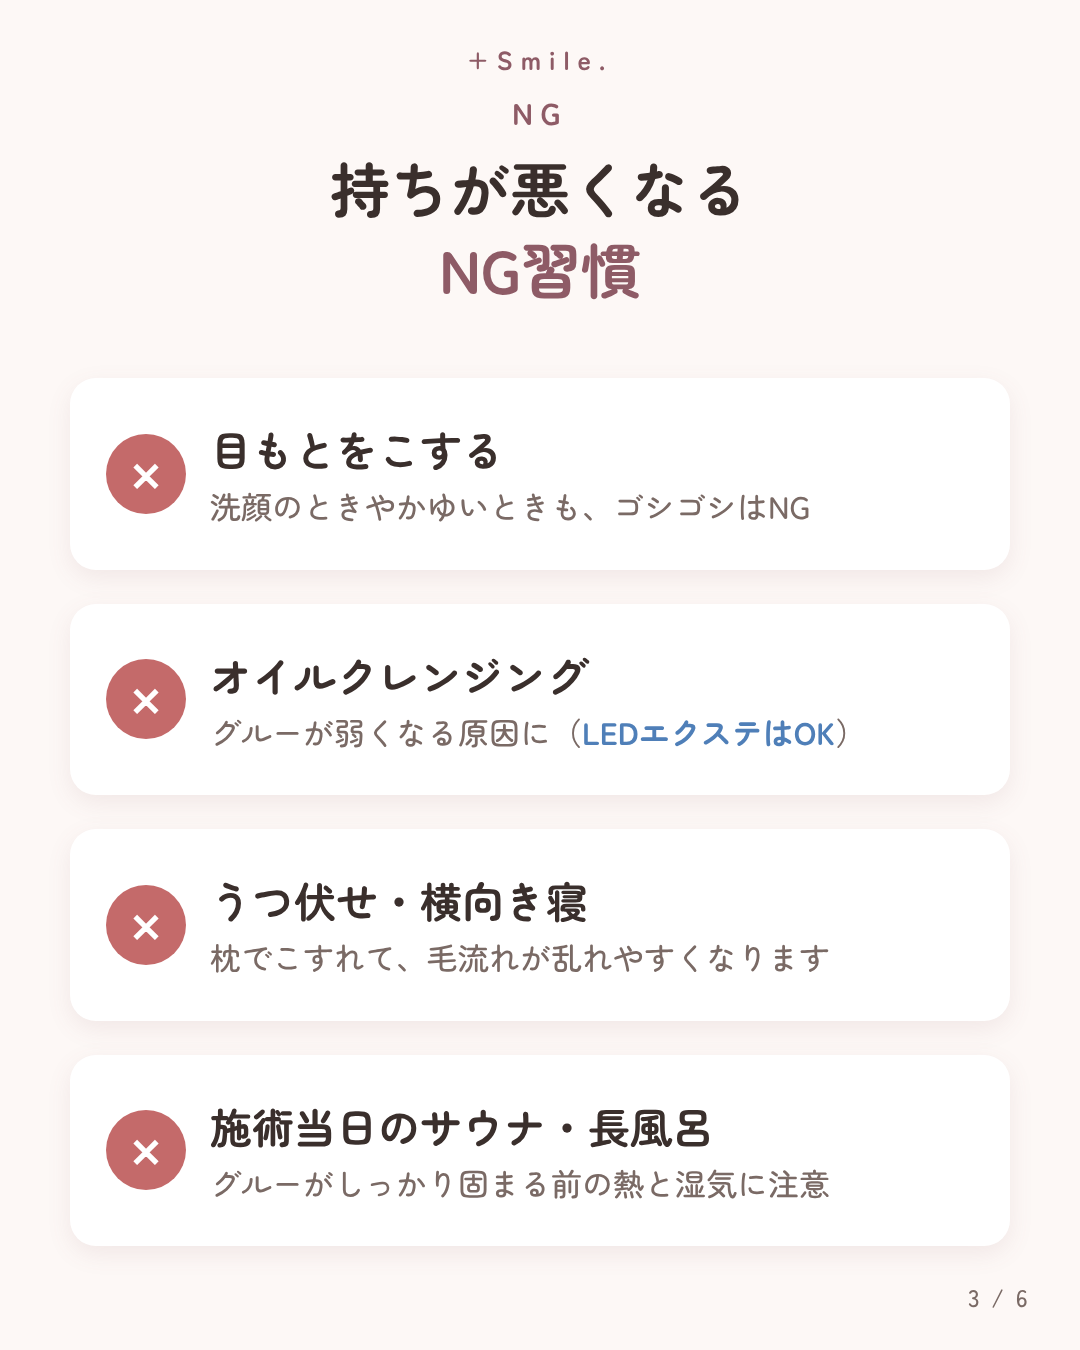 +Smile.
NG
持ちが悪くなる
NG習慣
×
目もとをこする
洗顔のときやかゆいときも、ゴシゴシはNG
×
オイルクレンジング
グルーが弱くなる原因に（LEDエクステはOK）
×
うつ伏せ・横向き寝
枕でこすれて、毛流れが乱れやすくなります
×
施術当日のサウナ・長風呂
グルーがしっかり固まる前の熱と湿気に注意
3 / 6